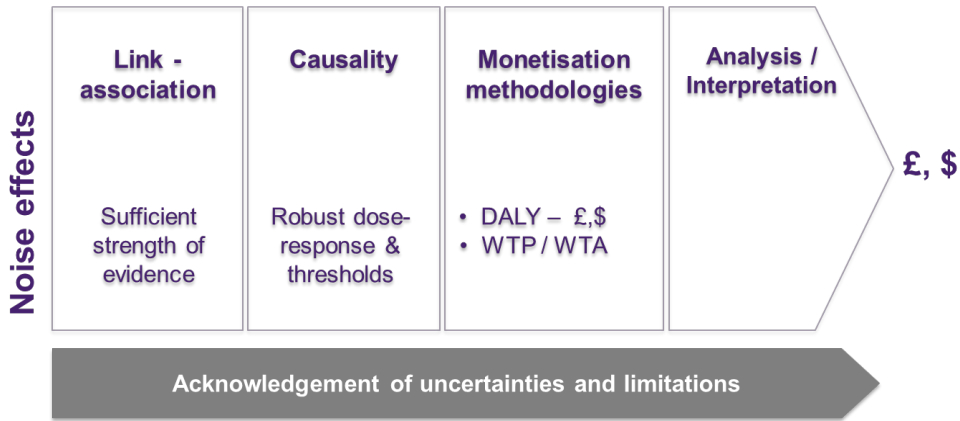 Noise effects
Link -
association
Sufficient
strength of
evidence
Causality
Robust dose-
response &
thresholds
Monetisation
methodologies
• DALY – £,$
• WTP / WTA
Analysis /
Interpretation
£, $
Acknowledgement of uncertainties and limitations